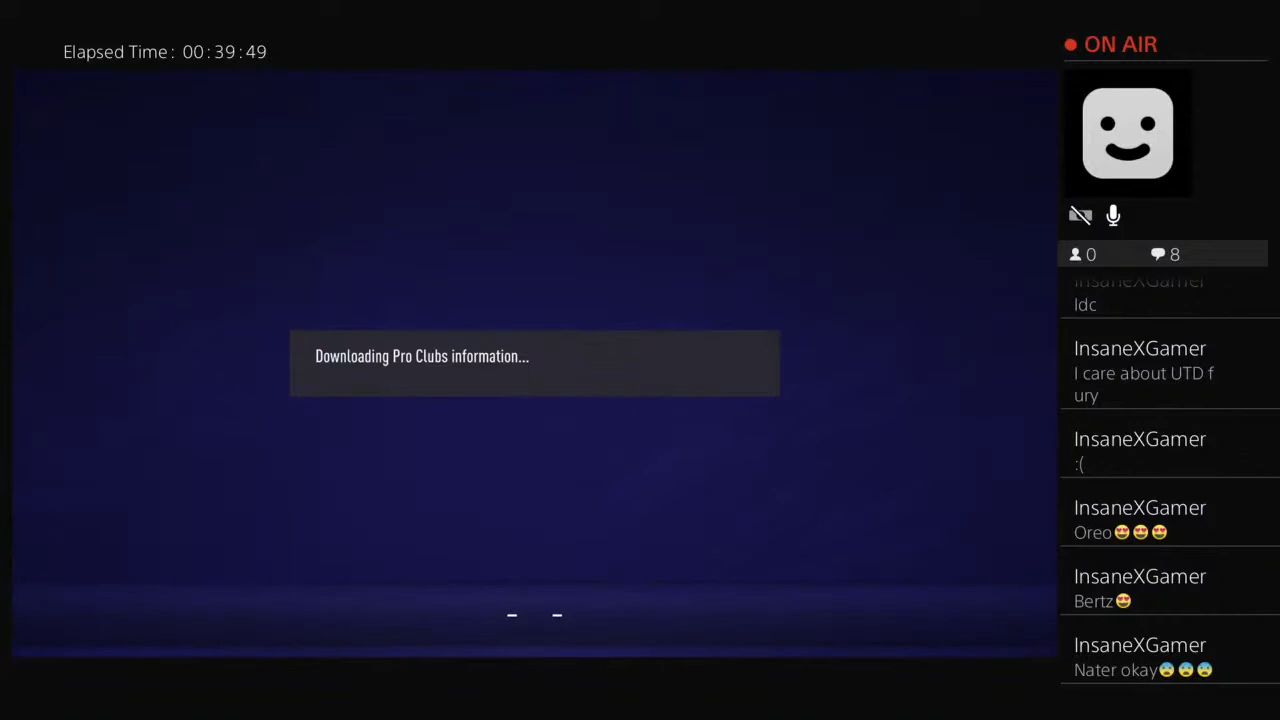 Elapsed Time: 00:39:49
ON AIR
0 8
InsaneXGamer
Idc
InsaneXGamer
I care about UTD f
ury
InsaneXGamer
:(
Downloading Pro Clubs information...
InsaneXGamer
Oreo😍😍😍
InsaneXGamer
Bertz😍
InsaneXGamer
Nater okay😨😨😨